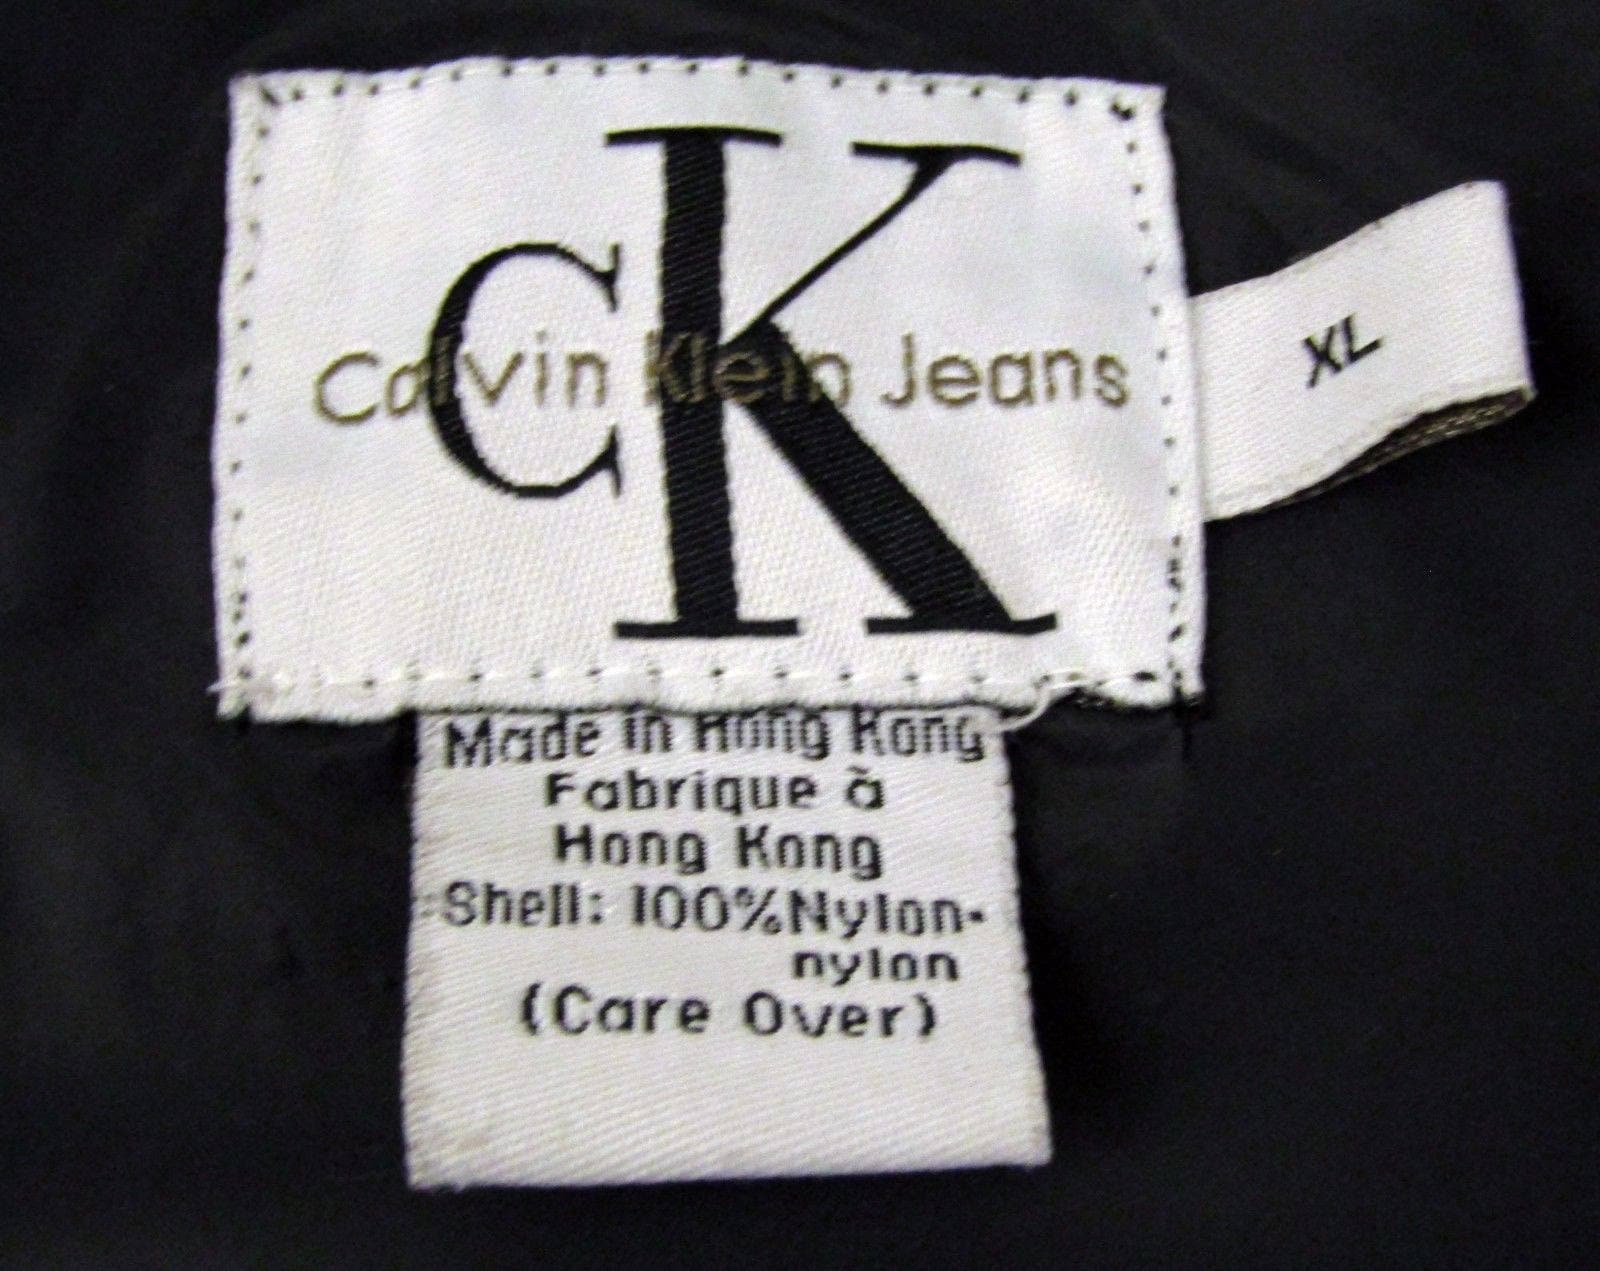 CK
Calvin Klein Jeans
XL
Made in Hong Kong
Fabrique à
Hong Kong
Shell: 100%Nylon-
nylon
(Care Over)